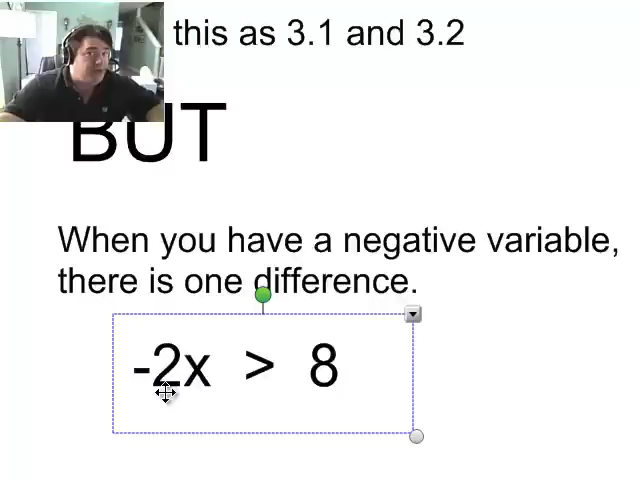 this as 3.1 and 3.2
BUT
When you have a negative variable,
there is one difference.
-2x > 8